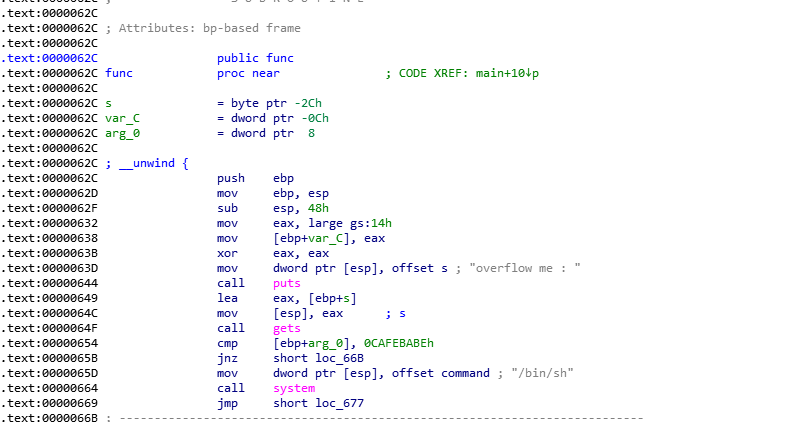 .text:0000062C ; S U B R O U T I N E
.text:0000062C
.text:0000062C ; Attributes: bp-based frame
.text:0000062C
.text:0000062C public func
.text:0000062C func proc near ; CODE XREF: main+10↓p
.text:0000062C
.text:0000062C s = byte ptr -2Ch
.text:0000062C var_C = dword ptr -0Ch
.text:0000062C arg_0 = dword ptr 8
.text:0000062C
.text:0000062C ; __unwind {
.text:0000062C push ebp
.text:0000062D mov ebp, esp
.text:0000062F sub esp, 48h
.text:00000632 mov eax, large gs:14h
.text:00000638 mov [ebp+var_C], eax
.text:0000063B xor eax, eax
.text:0000063D mov dword ptr [esp], offset s ; "overflow me : "
.text:00000644 call puts
.text:00000649 lea eax, [ebp+s]
.text:0000064C mov [esp], eax ; s
.text:0000064F call gets
.text:00000654 cmp [ebp+arg_0], 0CAFEBABEh
.text:0000065B jnz short loc_66B
.text:0000065D mov dword ptr [esp], offset command ; "/bin/sh"
.text:00000664 call system
.text:00000669 jmp short loc_677
.text:0000066B ; ---------------------------------------------------------------------------